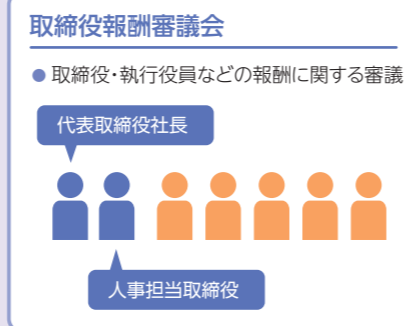 取締役報酬審議会
● 取締役・執行役員などの報酬に関する審議
代表取締役社長
人事担当取締役